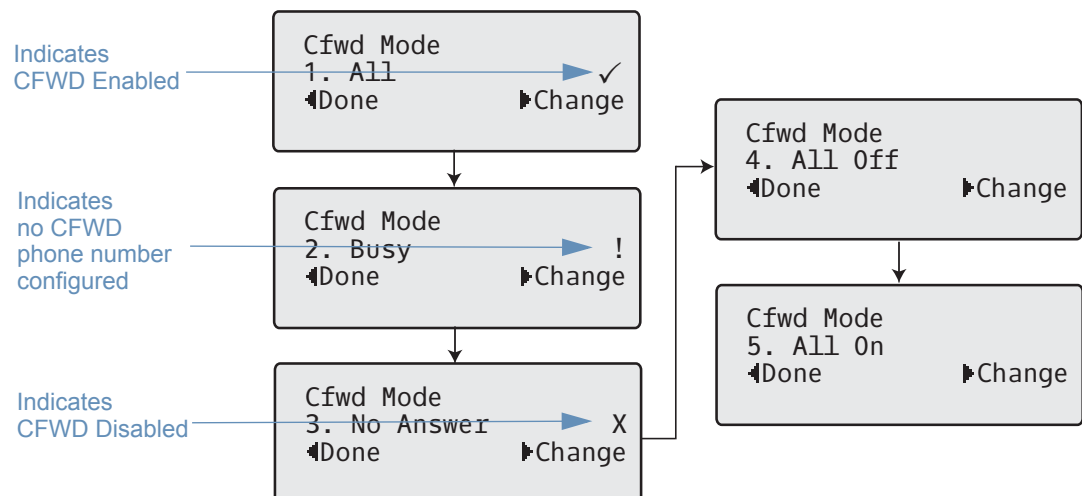 Indicates
CFWD Enabled
Cfwd Mode
1. All ✓
◀Done ▶Change
Indicates
no CFWD
phone number
configured
Cfwd Mode
2. Busy !
◀Done ▶Change
Indicates
CFWD Disabled
Cfwd Mode
3. No Answer X
◀Done ▶Change
Cfwd Mode
4. All Off
◀Done ▶Change
Cfwd Mode
5. All On
◀Done ▶Change